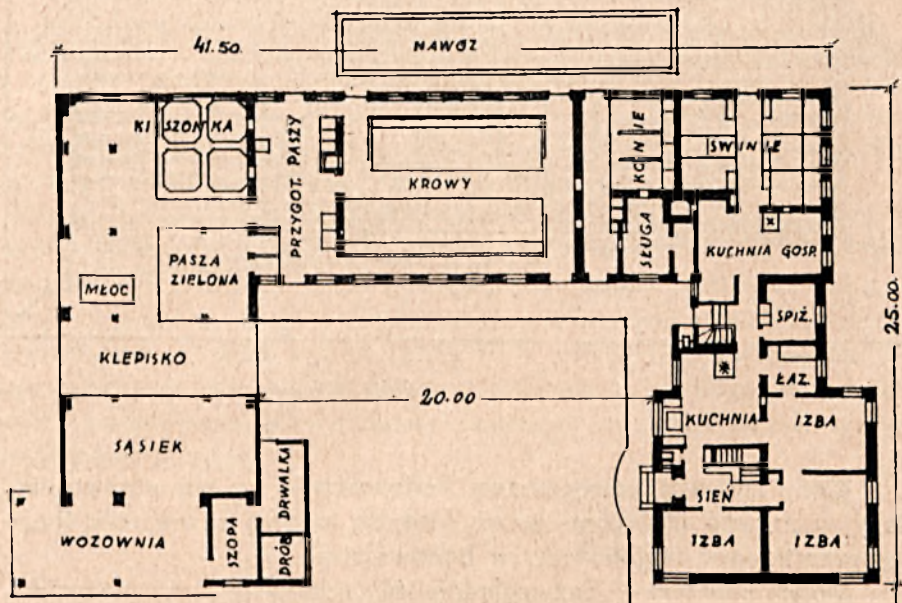 41.50.
NAWÓZ
KISZONKA
PRZYGOT. PASZY
KROWY
KONIE
ŚWINIE
SŁUGA
KUCHNIA GOSP.
PASZA
ZIELONA
MŁOC
SPIŻ.
25.00
KLEPISKO
ŁAZ.
20.00
KUCHNIA
IZBA
SĄSIEK
DRWALKA
SIEŃ
WOZOWNIA
SZOPA
DRÓB
IZBA
IZBA